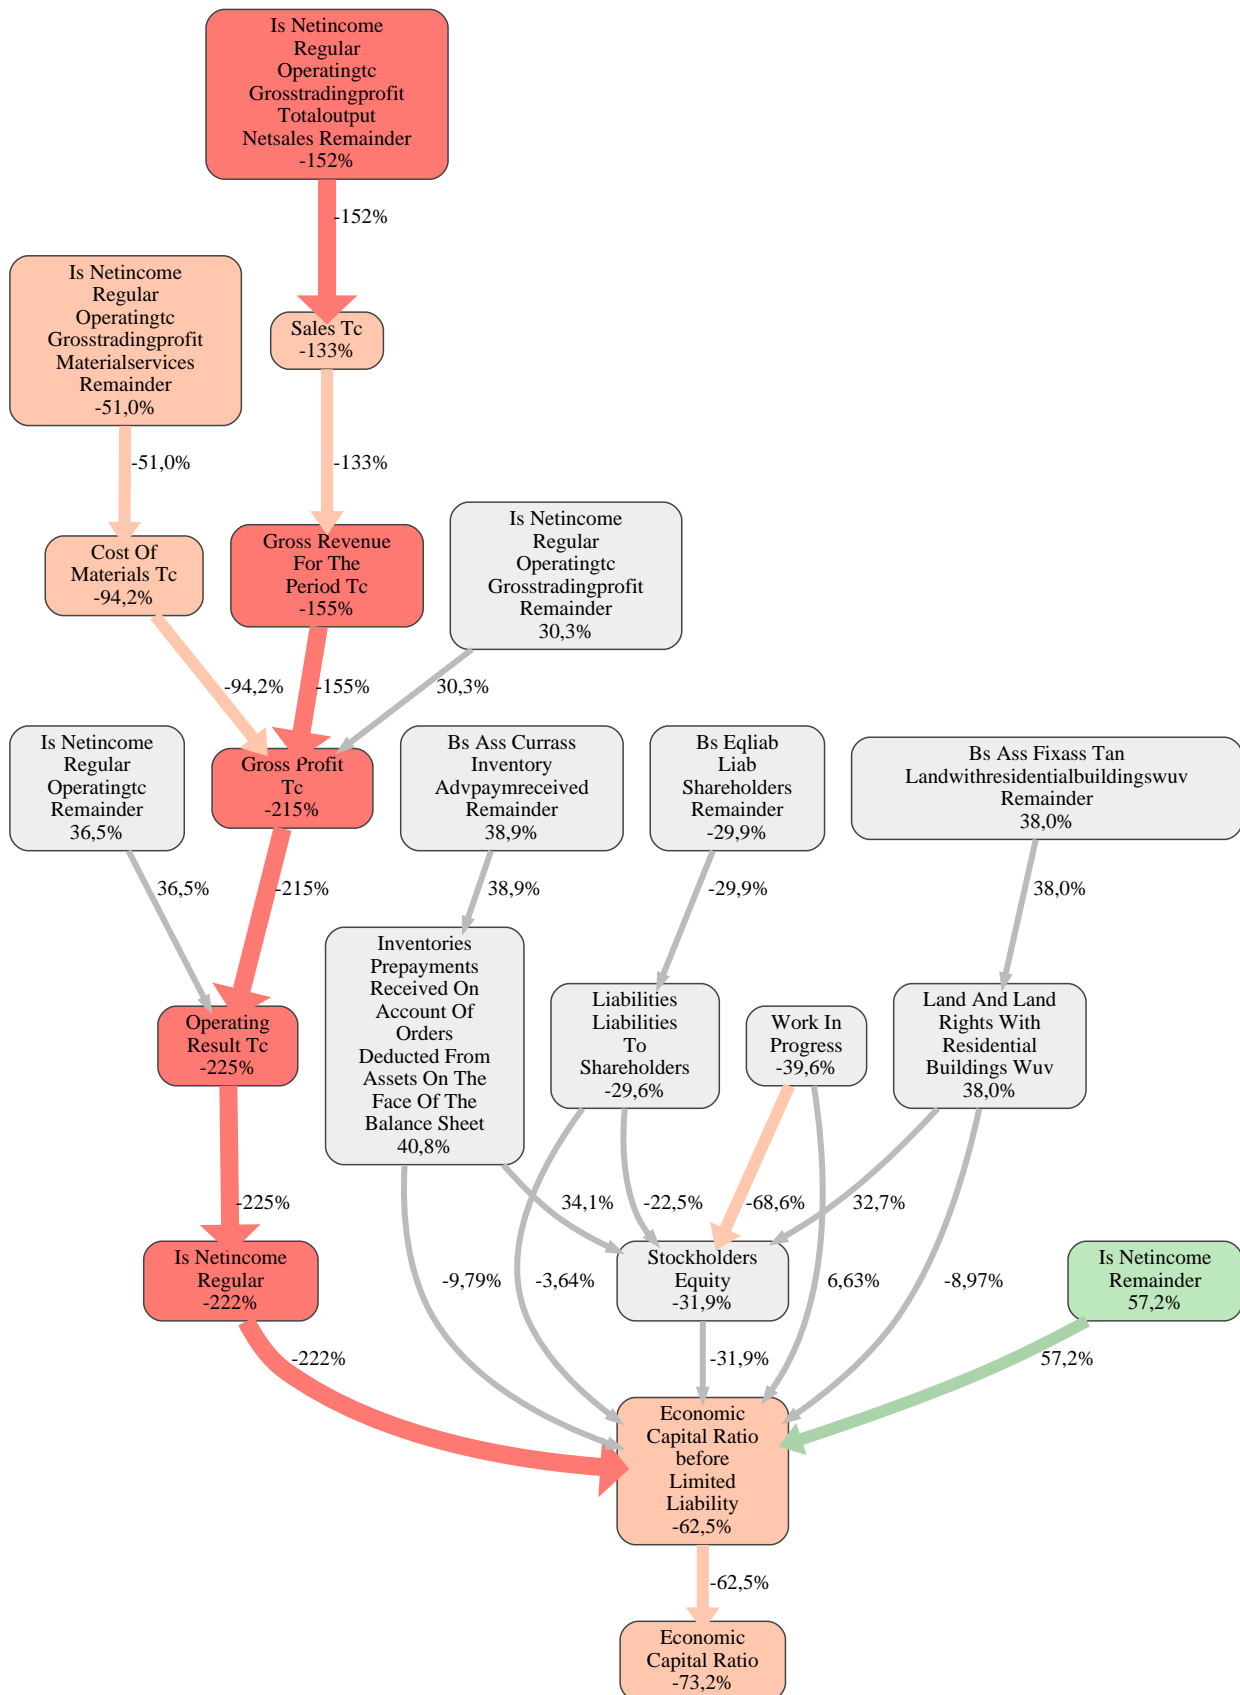 Is Netincome
Regular
Operatingtc
Grosstradingprofit
Totaloutput
Netsales Remainder
-152%
-152%
Is Netincome
Regular
Operatingtc
Grosstradingprofit
Materialservices
Remainder
-51,0%
Sales Tc
-133%
-51,0%
-133%
Cost Of
Materials Tc
-94,2%
Gross Revenue
For The
Period Tc
-155%
Is Netincome
Regular
Operatingtc
Grosstradingprofit
Remainder
30,3%
-94,2%
-155%
30,3%
Is Netincome
Regular
Operatingtc
Remainder
36,5%
Gross Profit
Tc
-215%
Bs Ass Currass
Inventory
Advpaymreceived
Remainder
38,9%
Bs Eqliab
Liab
Shareholders
Remainder
-29,9%
Bs Ass Fixass Tan
Landwithresidentialbuildingswuv
Remainder
38,0%
36,5%
-215%
38,9%
-29,9%
38,0%
Operating
Result Tc
-225%
Inventories
Prepayments
Received On
Account Of
Orders
Deducted From
Assets On The
Face Of The
Balance Sheet
40,8%
Liabilities
Liabilities
To
Shareholders
-29,6%
Work In
Progress
-39,6%
Land And Land
Rights With
Residential
Buildings Wuv
38,0%
-225%
34,1%
-22,5%
-68,6%
32,7%
Is Netincome
Regular
-222%
-9,79%
-3,64%
Stockholders
Equity
-31,9%
6,63%
-8,97%
Is Netincome
Remainder
57,2%
-222%
-31,9%
57,2%
Economic
Capital Ratio
before
Limited
Liability
-62,5%
-62,5%
Economic
Capital Ratio
-73,2%